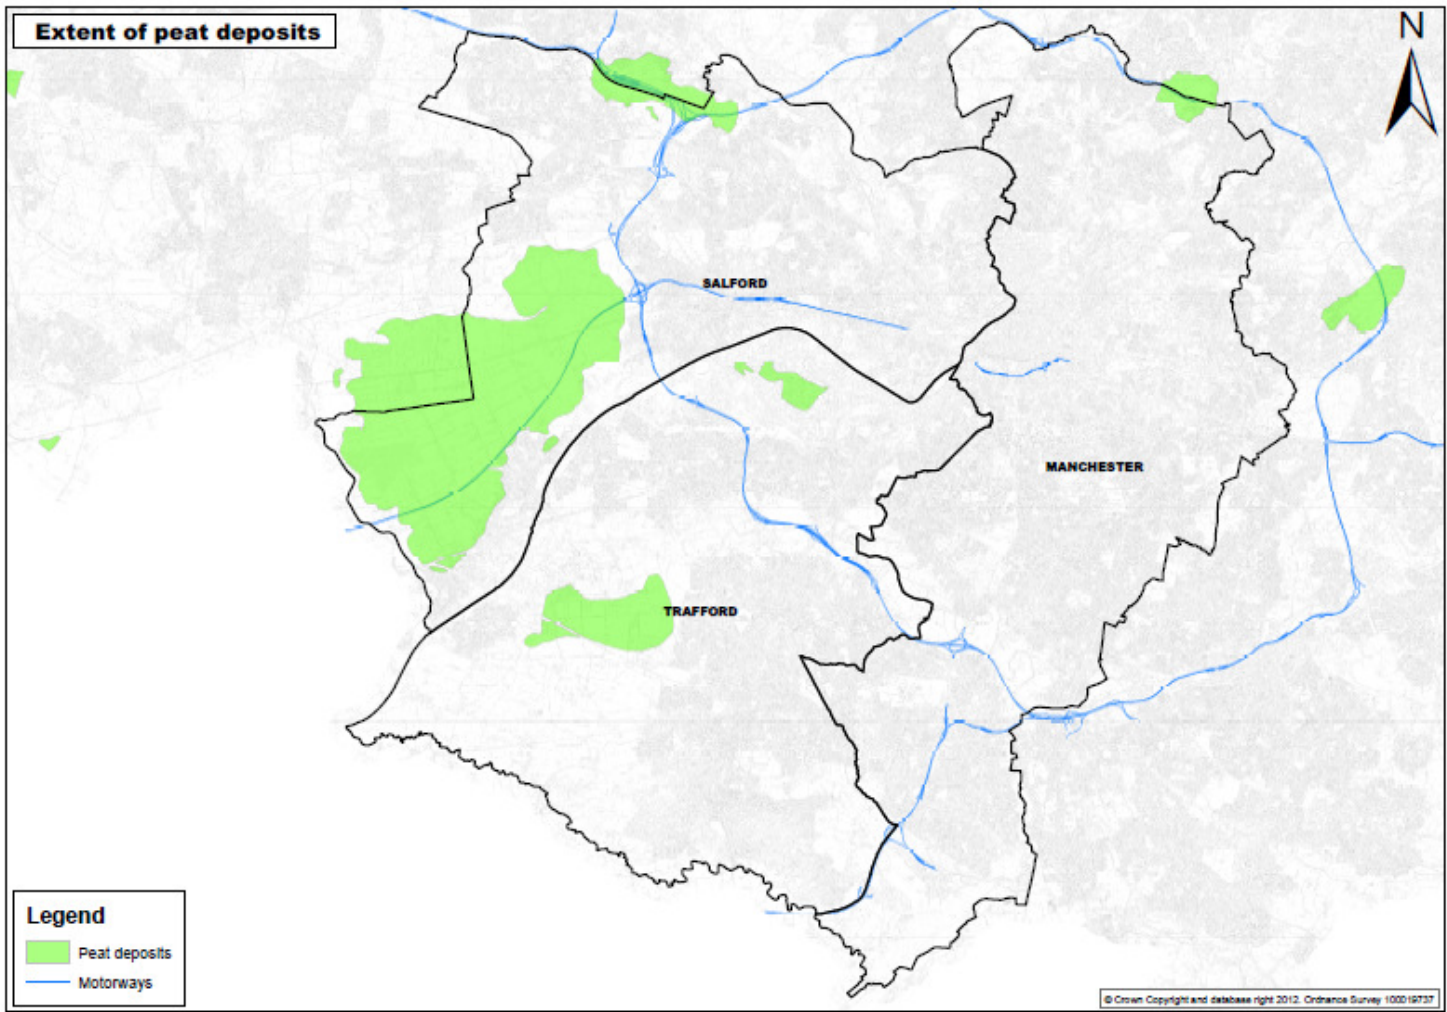 Extent of peat deposits
N
SALFORD
MANCHESTER
TRAFFORD
Legend
Peat deposits
Motorways
© Crown Copyright and database right 2012. Ordnance Survey 100019737